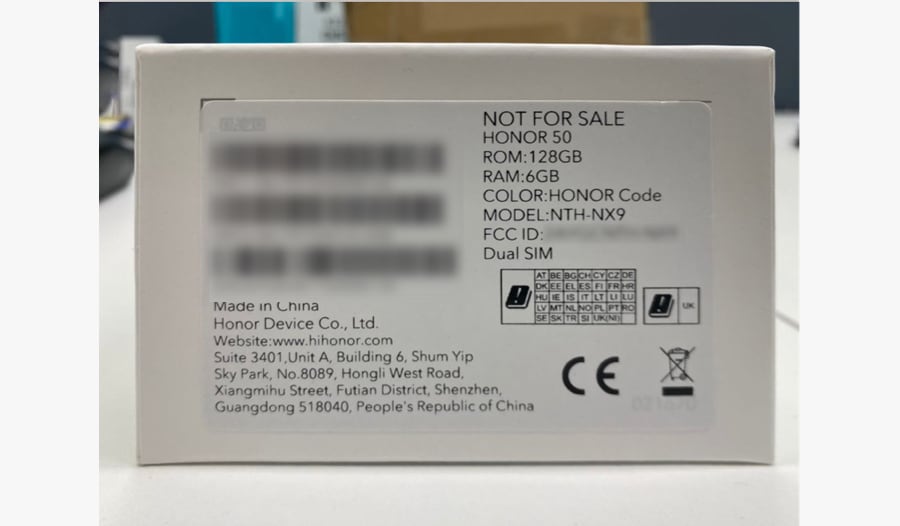 NOT FOR SALE
HONOR 50
ROM:128GB
RAM:6GB
COLOR:HONOR Code
MODEL:NTH-NX9
FCC ID:
Dual SIM
AT BE BG CH CY CZ DE
DK EE EL ES FI FR HR
HU IE IS IT LT LI LU
LV MT NL NO PL PT RO
SE SK TR SI UK(NI)
UK
Made in China
Honor Device Co., Ltd.
Website:www.hihonor.com
Suite 3401,Unit A, Building 6, Shum Yip
Sky Park, No.8089, Hongli West Road,
Xiangmihu Street, Futian District, Shenzhen,
Guangdong 518040, People's Republic of China
CE